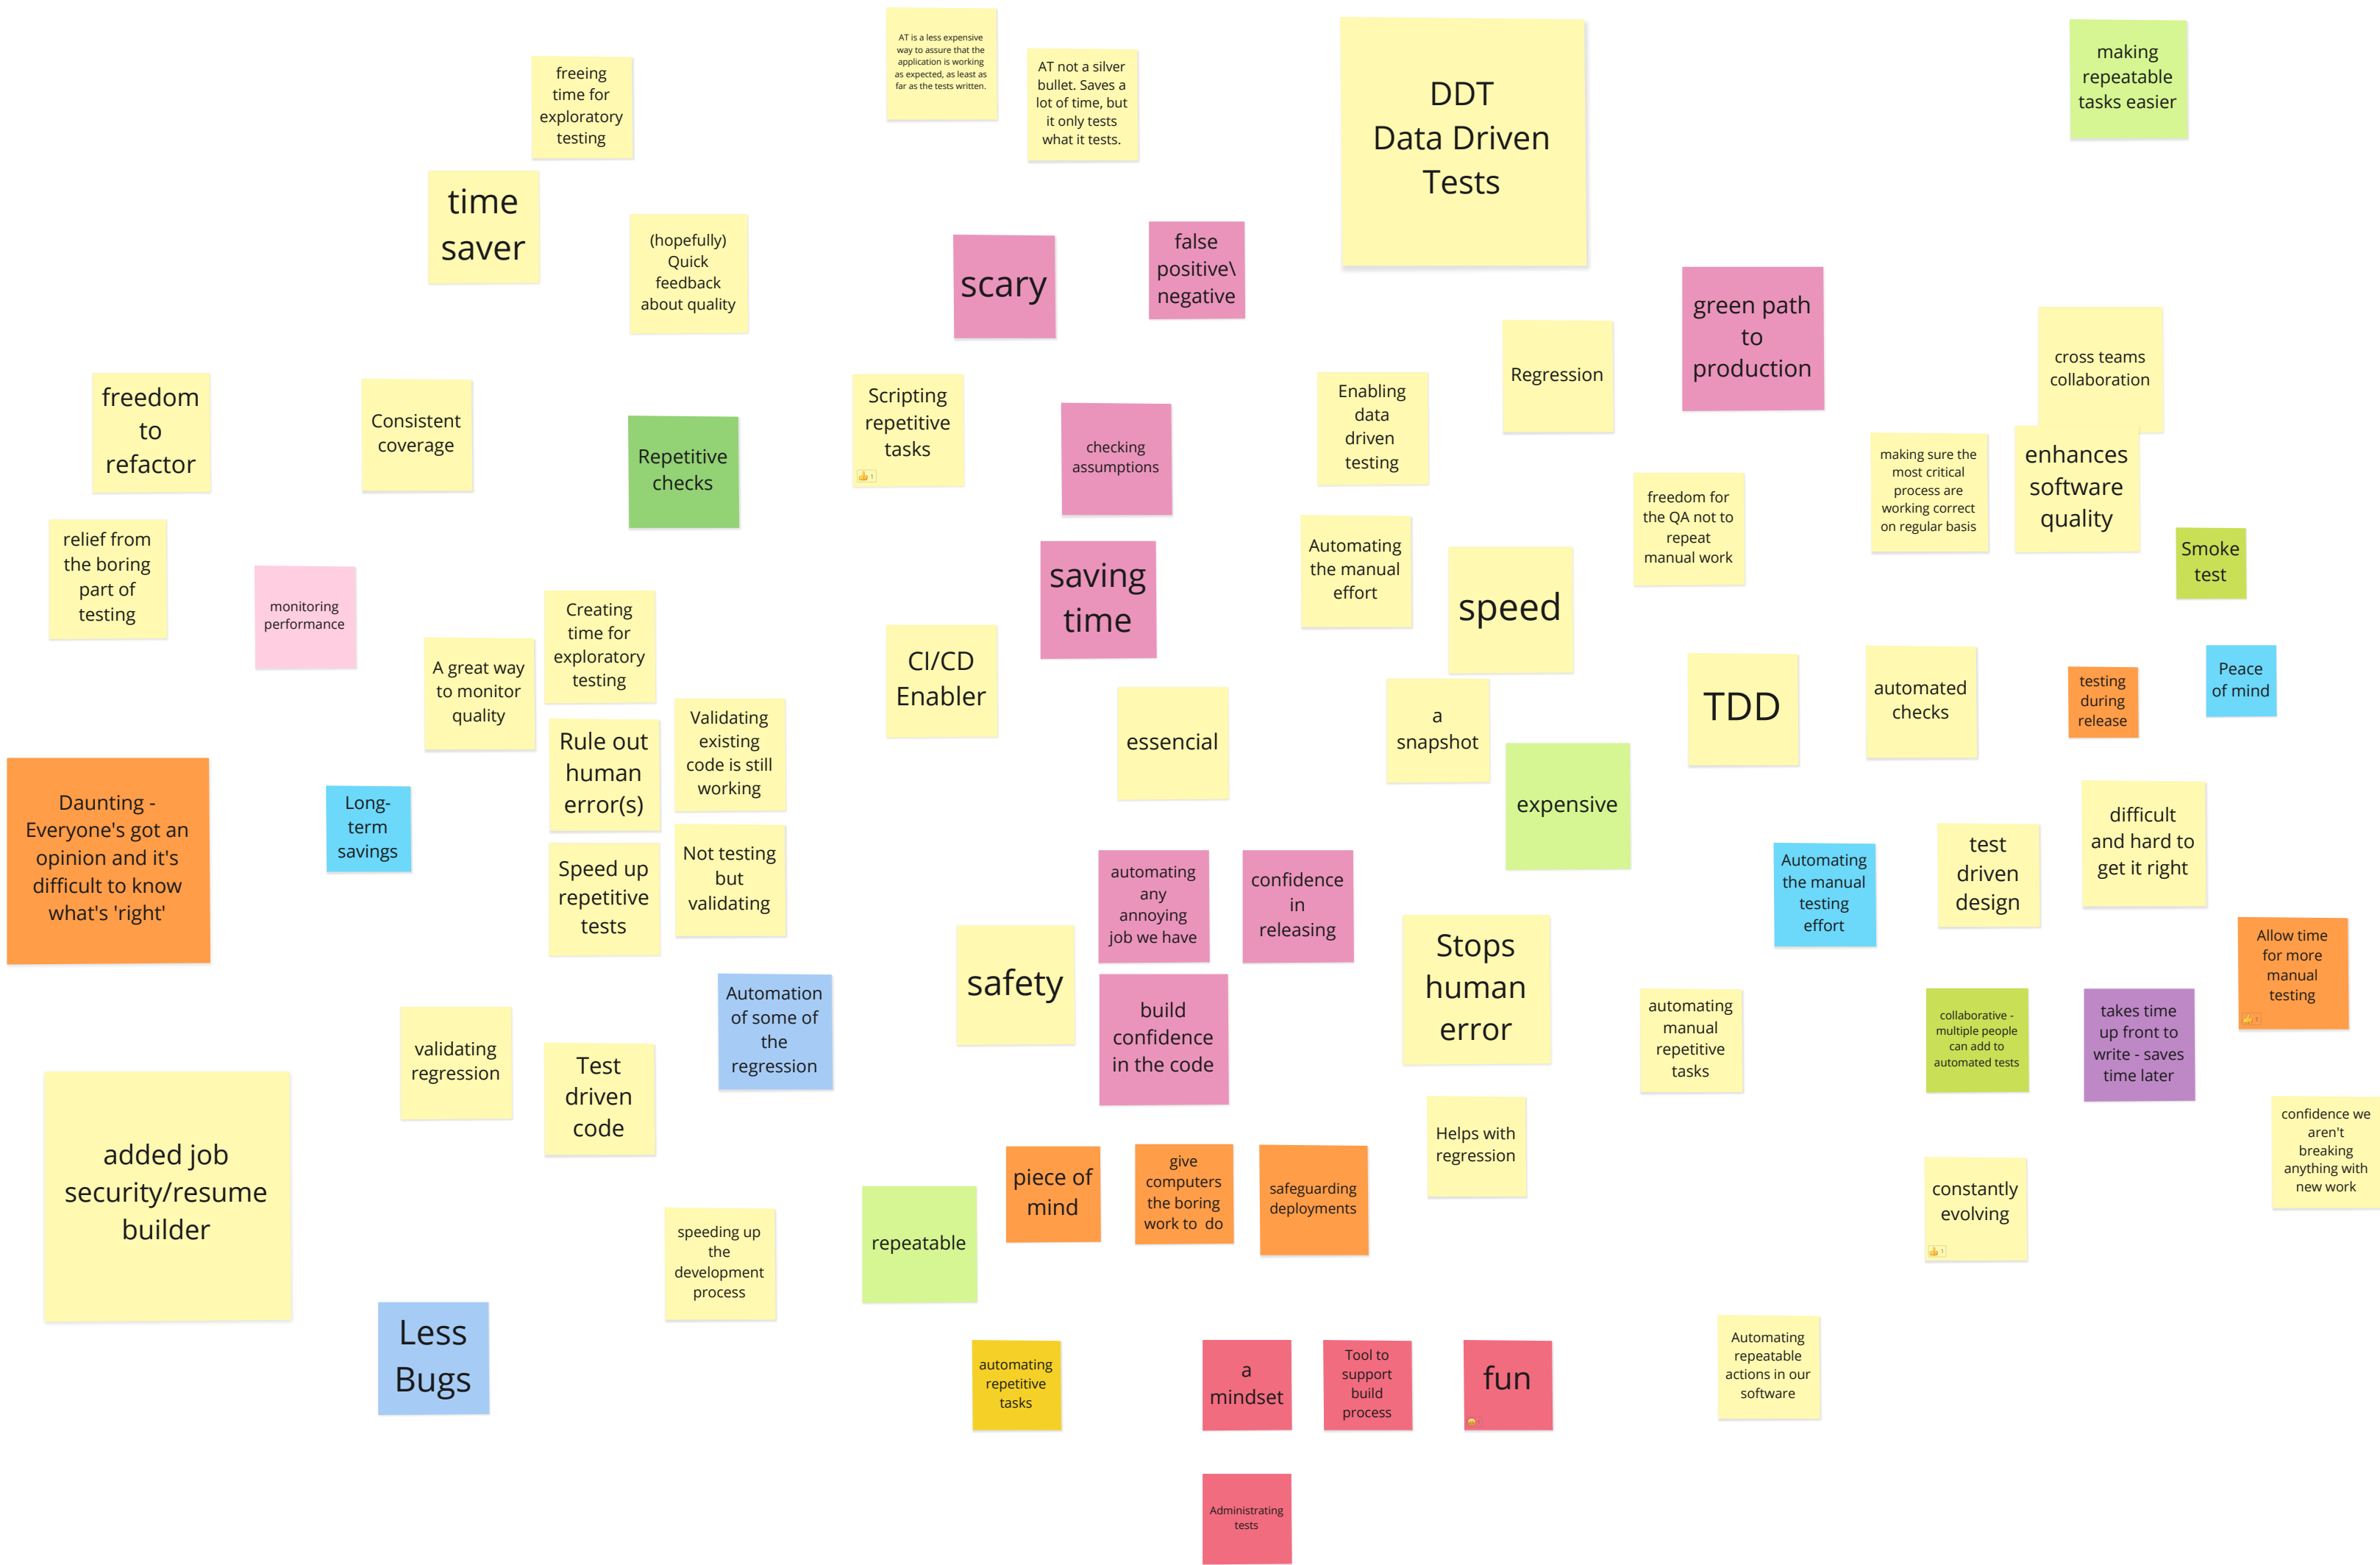 AT is a less expensive
way to assure that the
application is working
as expected, as least as
far as the tests written.
AT not a silver
bullet. Saves a
lot of time, but
it only tests
what it tests.
DDT
Data Driven
Tests
making
repeatable
tasks easier
freeing
time for
exploratory
testing
time
saver
(hopefully)
Quick
feedback
about quality
scary
false
positive\
negative
green path
to
production
cross teams
collaboration
Regression
freedom
to
refactor
Consistent
coverage
Repetitive
checks
Scripting
repetitive
tasks
1
checking
assumptions
Enabling
data
driven
testing
making sure the
most critical
process are
working correct
on regular basis
enhances
software
quality
freedom for
the QA not to
repeat
manual work
relief from
the boring
part of
testing
monitoring
performance
Automating
the manual
effort
saving
time
speed
Smoke
test
Creating
time for
exploratory
testing
A great way
to monitor
quality
CI/CD
Enabler
essencial
a
snapshot
TDD
automated
checks
testing
during
release
Peace
of mind
Rule out
human
error(s)
Validating
existing
code is still
working
Daunting -
Everyone's got an
opinion and it's
difficult to know
what's 'right'
Long-
term
savings
expensive
difficult
and hard to
get it right
Speed up
repetitive
tests
Not testing
but
validating
automating
any
annoying
job we have
confidence
in
releasing
Automating
the manual
testing
effort
test
driven
design
safety
Stops
human
error
Allow time
for more
manual
testing
1
Automation
of some of
the
regression
build
confidence
in the code
automating
manual
repetitive
tasks
collaborative -
multiple people
can add to
automated tests
takes time
up front to
write - saves
time later
validating
regression
Test
driven
code
added job
security/resume
builder
Helps with
regression
confidence we
aren't
breaking
anything with
new work
piece of
mind
give
computers
the boring
work to  do
safeguarding
deployments
constantly
evolving
1
speeding up
the
development
process
repeatable
Less
Bugs
automating
repetitive
tasks
a
mindset
Tool to
support
build
process
fun
Automating
repeatable
actions in our
software
Administrating
tests